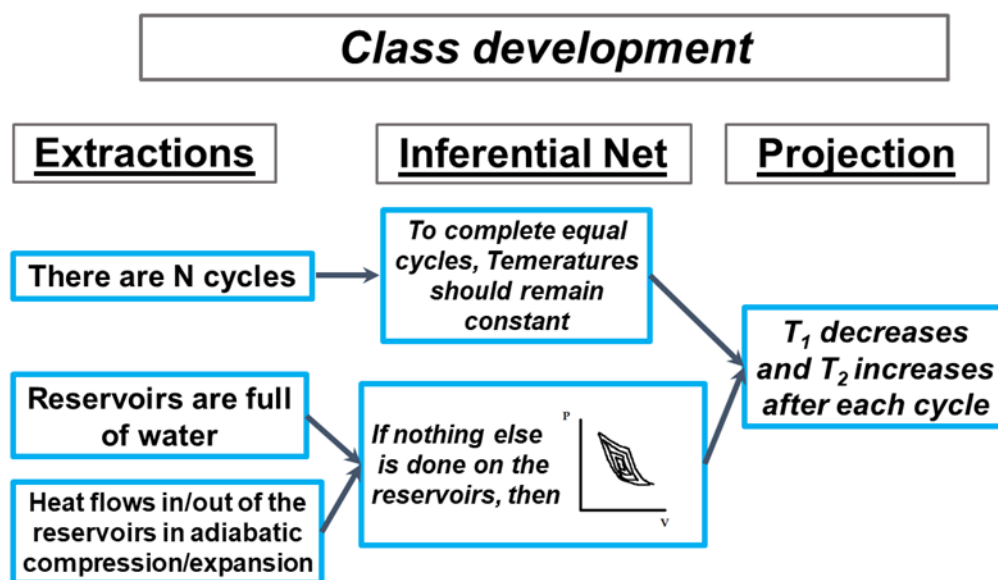 Class development
Extractions
Inferential Net
Projection
There are N cycles
To complete equal
cycles, Temeratures
should remain
constant
Reservoirs are full
of water
Heat flows in/out of the
reservoirs in adiabatic
compression/expansion
If nothing else
is done on the
reservoirs, then
P
V
T₁ decreases
and T₂ increases
after each cycle